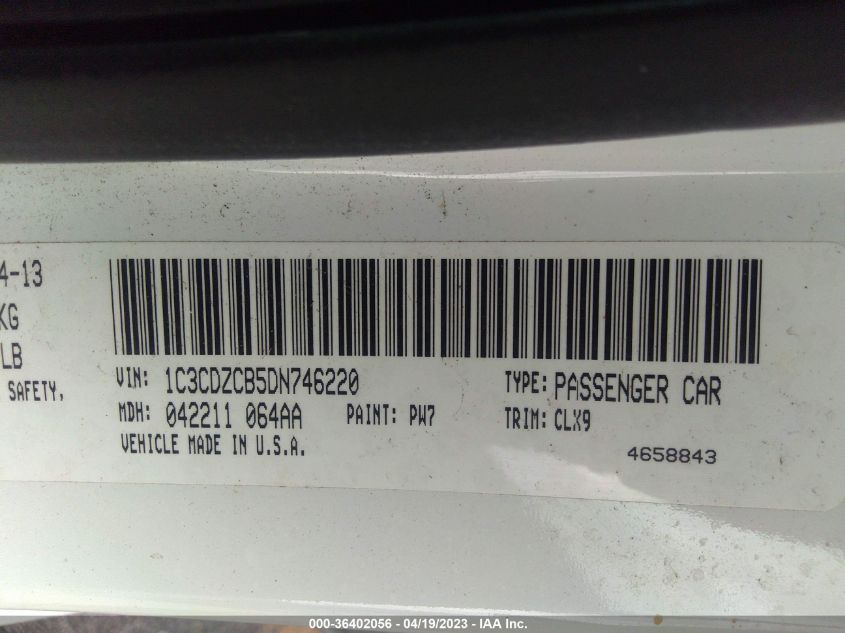 4-13
KG
LB
SAFETY.
VIN: 1C3CDZCB5DN746220
TYPE: PASSENGER CAR
MDH: 042211 064AA PAINT: PW7
TRIM: CLX9
VEHICLE MADE IN U.S.A.
4658843
000-36402056 - 04/19/2023 - IAA Inc.